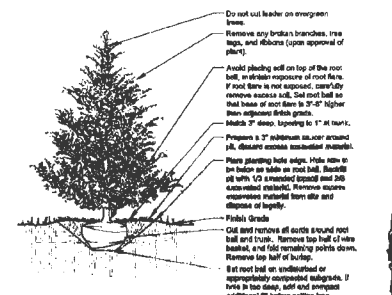 Do not cut leader on evergreen
trees.
Remove any broken branches, tree
tags, and ribbons (upon approval of
plant).
Avoid placing soil on top of the root
ball, maintain exposure of root flare.
If root flare is not exposed, carefully
remove excess soil. Set root ball so
that base of root flare is 3"-6" higher
than adjacent finish grade.
Mulch 3" deep, tapering to 1" at trunk.
Prepare a 3" minimum saucer around
pit, discard excess excavated material.
Flare planting hole edge. Hole
to
be twice as wide as root ball. Backfill
pit with 1/3 amended topsoil and 2/3
excavated material. Remove excess
excavated material from site and
dispose of legally.
Finish Grade
Cut and remove all cords around root
ball and trunk. Remove top half of wire
basket, and fold remaining points down.
Remove top half of burlap.
Set root ball on undisturbed or
appropriately compacted subgrade. If
hole is too deep, add and compact
additional fill before setting tree.